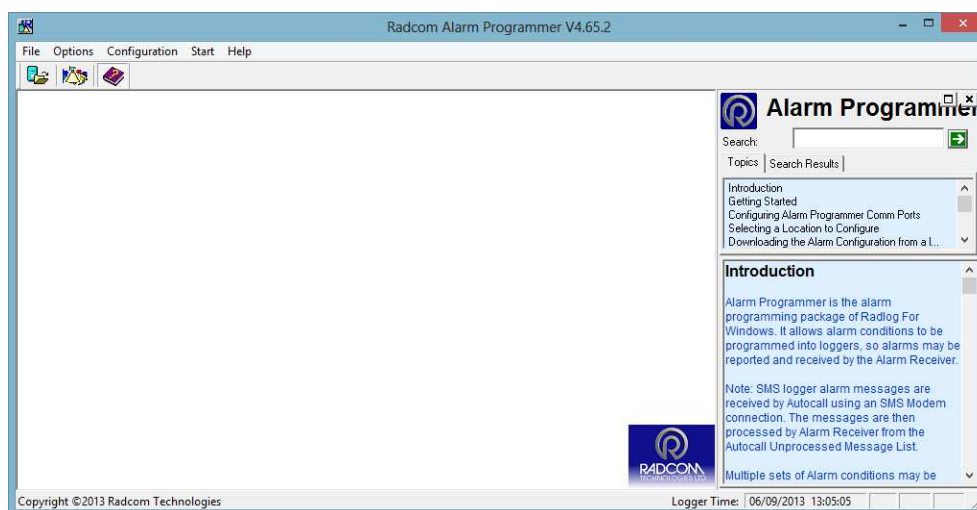 Radcom Alarm Programmer V4.65.2
File Options Configuration Start Help
Alarm Programmer
Search:
Topics Search Results
Introduction
Getting Started
Configuring Alarm Programmer Comm Ports
Selecting a Location to Configure
Downloading the Alarm Configuration from a l...
Introduction
Alarm Programmer is the alarm
programming package of Radlog For
Windows. It allows alarm conditions to be
programmed into loggers, so alarms may be
reported and received by the Alarm Receiver.
Note: SMS logger alarm messages are
received by Autocall using an SMS Modem
connection. The messages are then
processed by Alarm Receiver from the
Autocall Unprocessed Message List.
Multiple sets of Alarm conditions may be
RADCOM
TECHNOLOGIES LTD
Copyright ©2013 Radcom Technologies
Logger Time: 06/09/2013 13:05:05